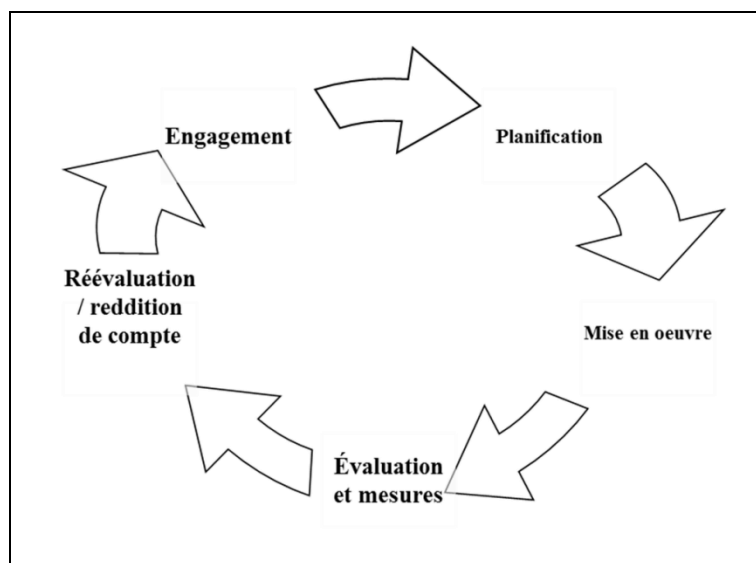 Engagement
Planification
Mise en oeuvre
Évaluation
et mesures
Réévaluation
/ reddition
de compte